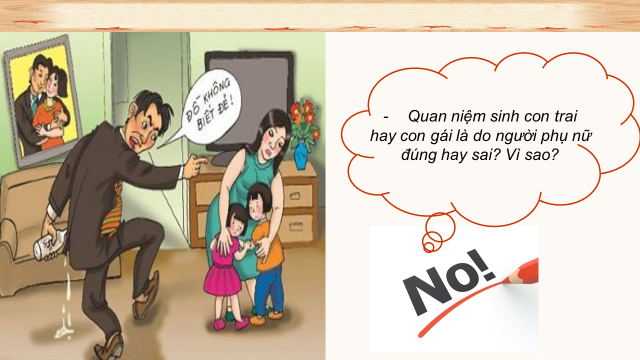 ĐỒ KHÔNG
BIẾT ĐẺ!
- Quan niệm sinh con trai
hay con gái là do người phụ nữ
đúng hay sai? Vì sao?
No!